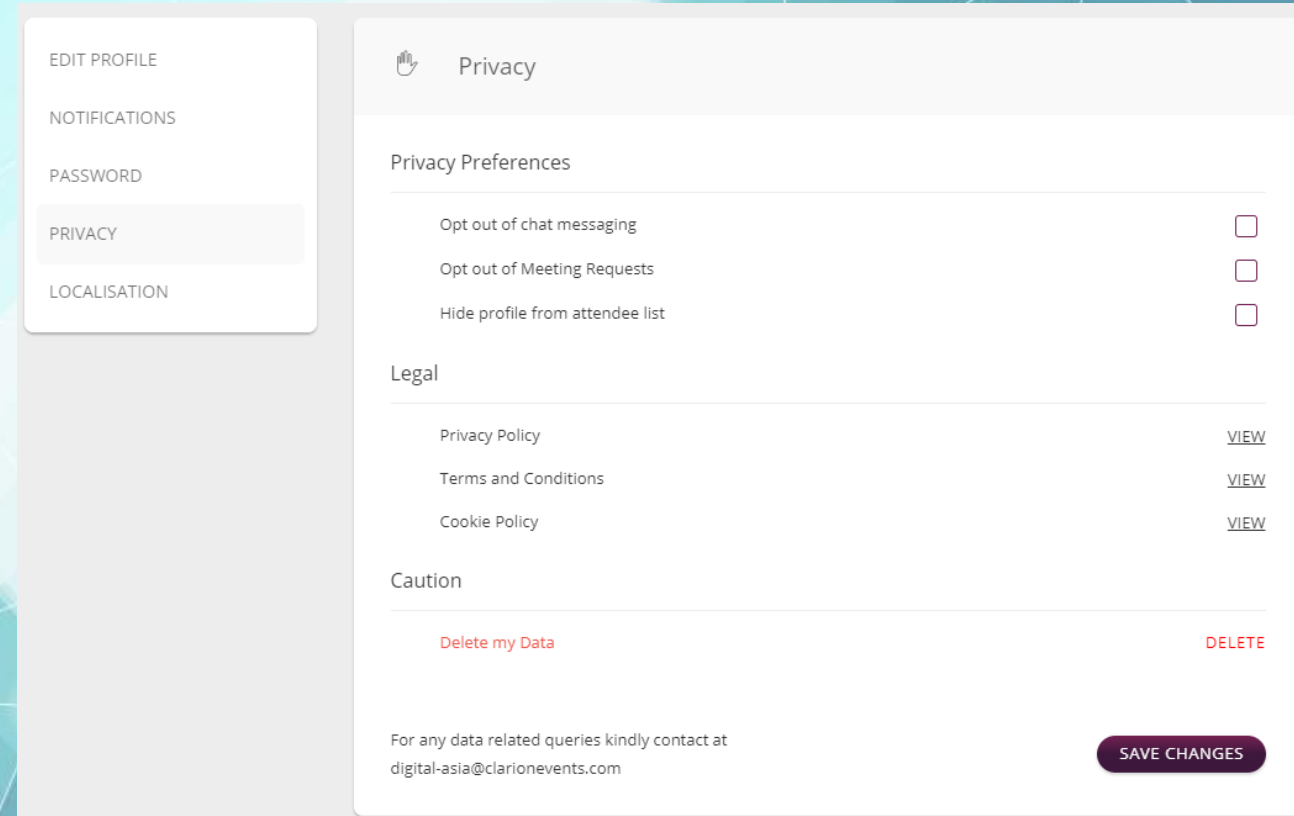 EDIT PROFILE
NOTIFICATIONS
PASSWORD
PRIVACY
LOCALISATION
Privacy
Privacy Preferences
Opt out of chat messaging
Opt out of Meeting Requests
Hide profile from attendee list
Legal
Privacy Policy VIEW
Terms and Conditions VIEW
Cookie Policy VIEW
Caution
Delete my Data DELETE
For any data related queries kindly contact at
digital-asia@clarionevents.com
SAVE CHANGES